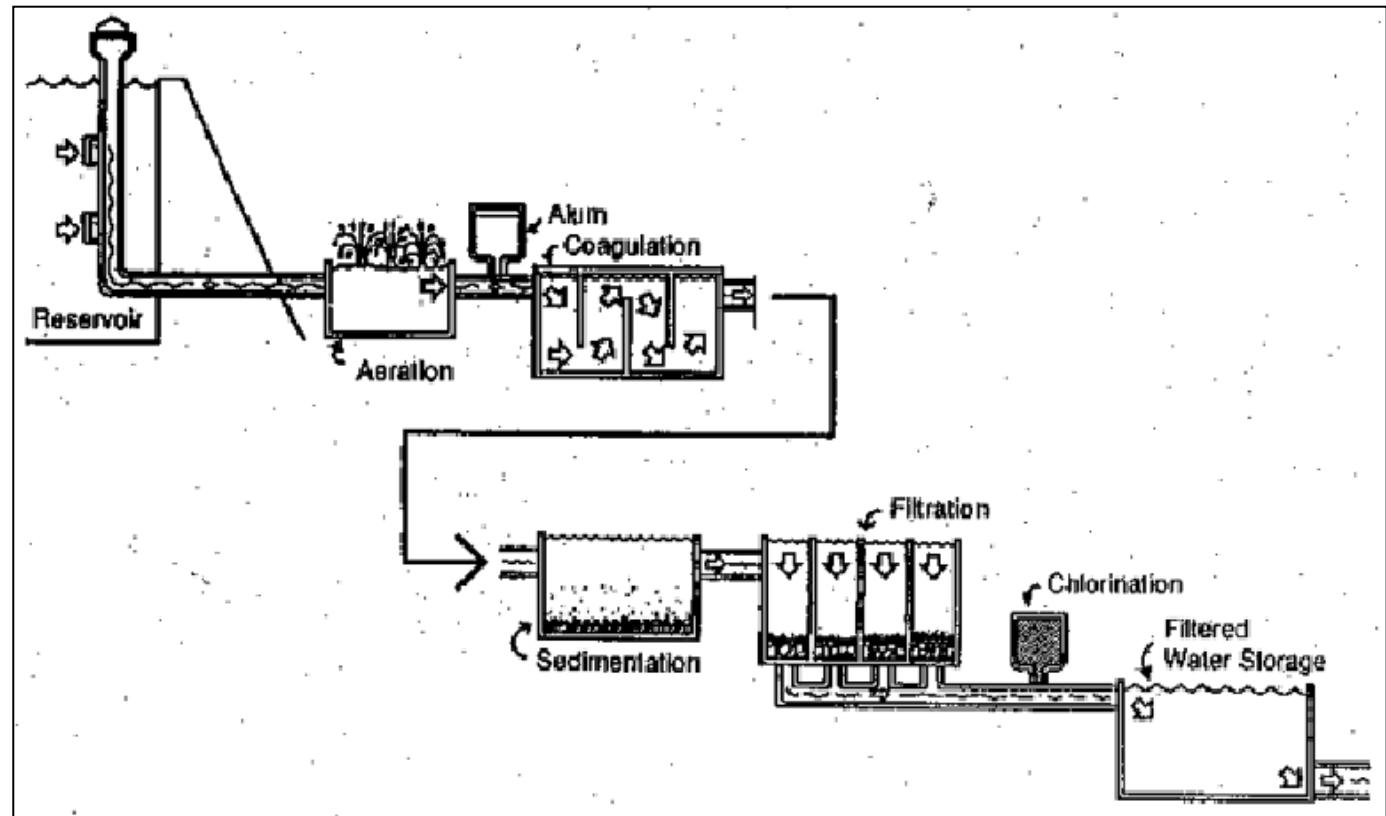 Reservoir
Aeration
Alum
Coagulation
Sedimentation
Filtration
Chlorination
Filtered
Water Storage